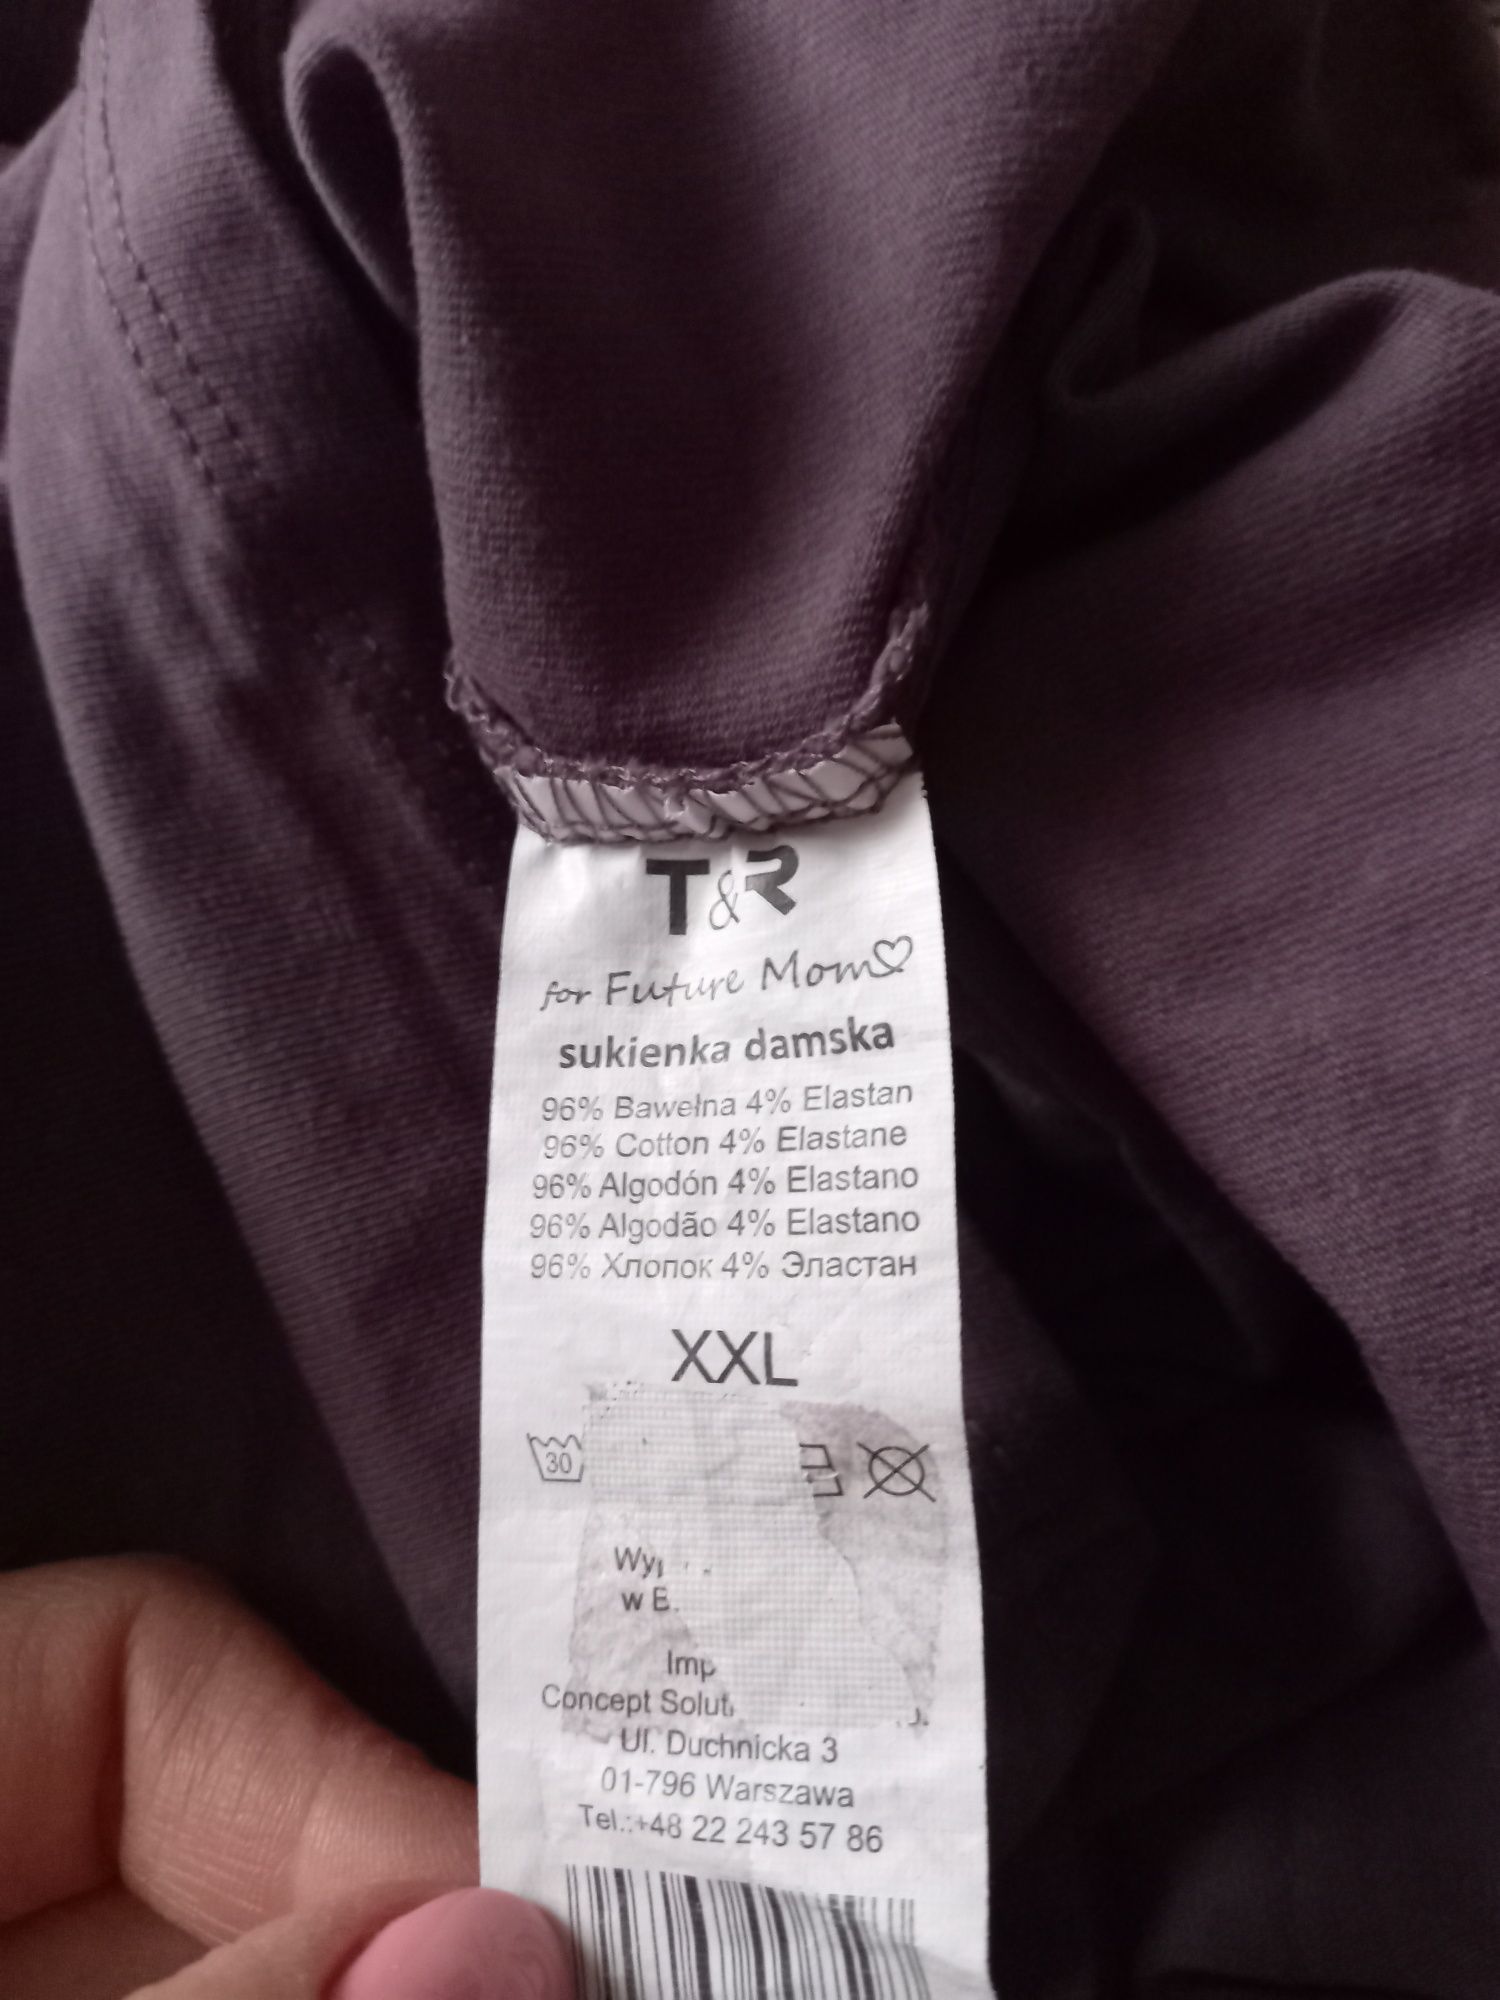 T&R
for Future Mom
sukienka damska
96% Bawełna 4% Elastan
96% Cotton 4% Elastane
96% Algodón 4% Elastano
96% Algodão 4% Elastano
96% Хлопок 4% Эластан
XXL
30
w
Concept
Ul. Duchnicka 3
01-796 Warszawa
Tel.:+48 22 243 57 86